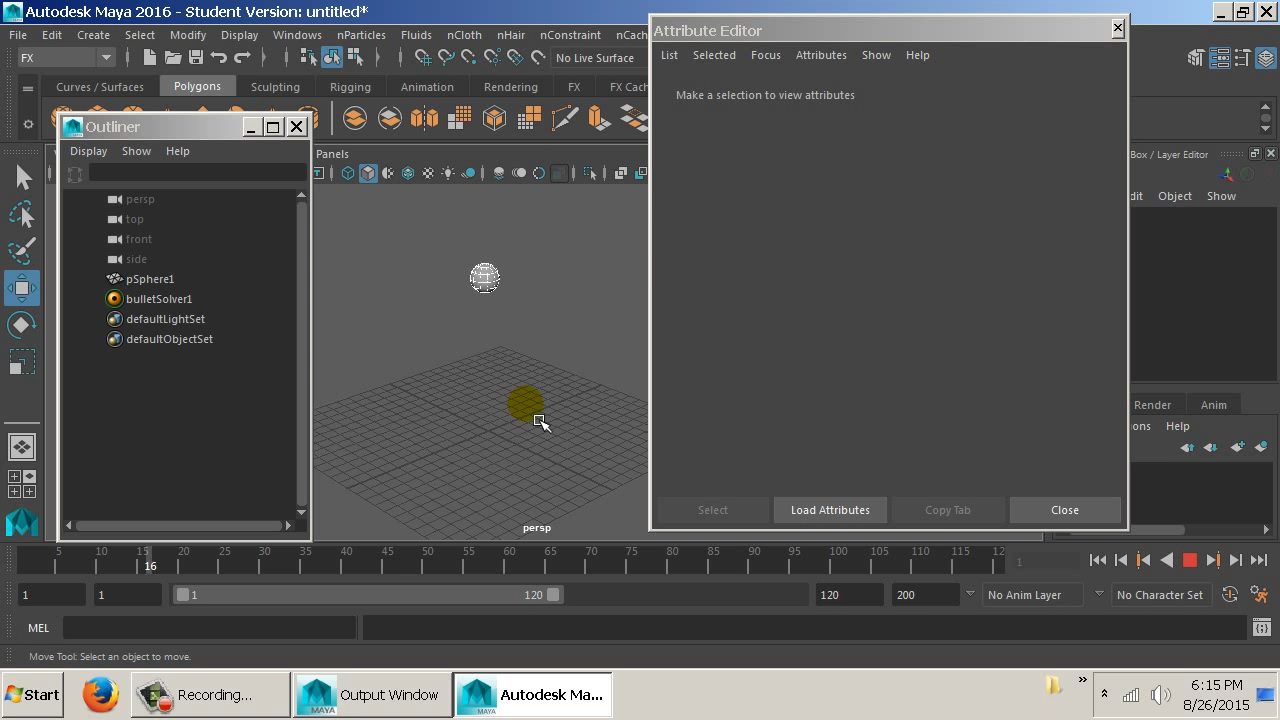 Autodesk Maya 2016 - Student Version: untitled*
File Edit Create Select Modify Display Windows nParticles Fluids nCloth nHair nConstraint nCach
FX No Live Surface
Curves / Surfaces Polygons Sculpting Rigging Animation Rendering FX FX Cach
Outliner
Display Show Help
persp
top
front
side
pSphere1
bulletSolver1
defaultLightSet
defaultObjectSet
Panels
persp
Attribute Editor
List Selected Focus Attributes Show Help
Make a selection to view attributes
Select Load Attributes Copy Tab Close
Box / Layer Editor
dit Object Show
Render Anim
ions Help
5 10 15 20 25 30 35 40 45 50 55 60 65 70 75 80 85 90 95 100 105 110 115 12
16
1
1 1 1 120 120 200 No Anim Layer No Character Set
MEL
Move Tool: Select an object to move.
Start Recording... Output Window Autodesk Ma...
MAYA MAYA
6:15 PM
8/26/2015